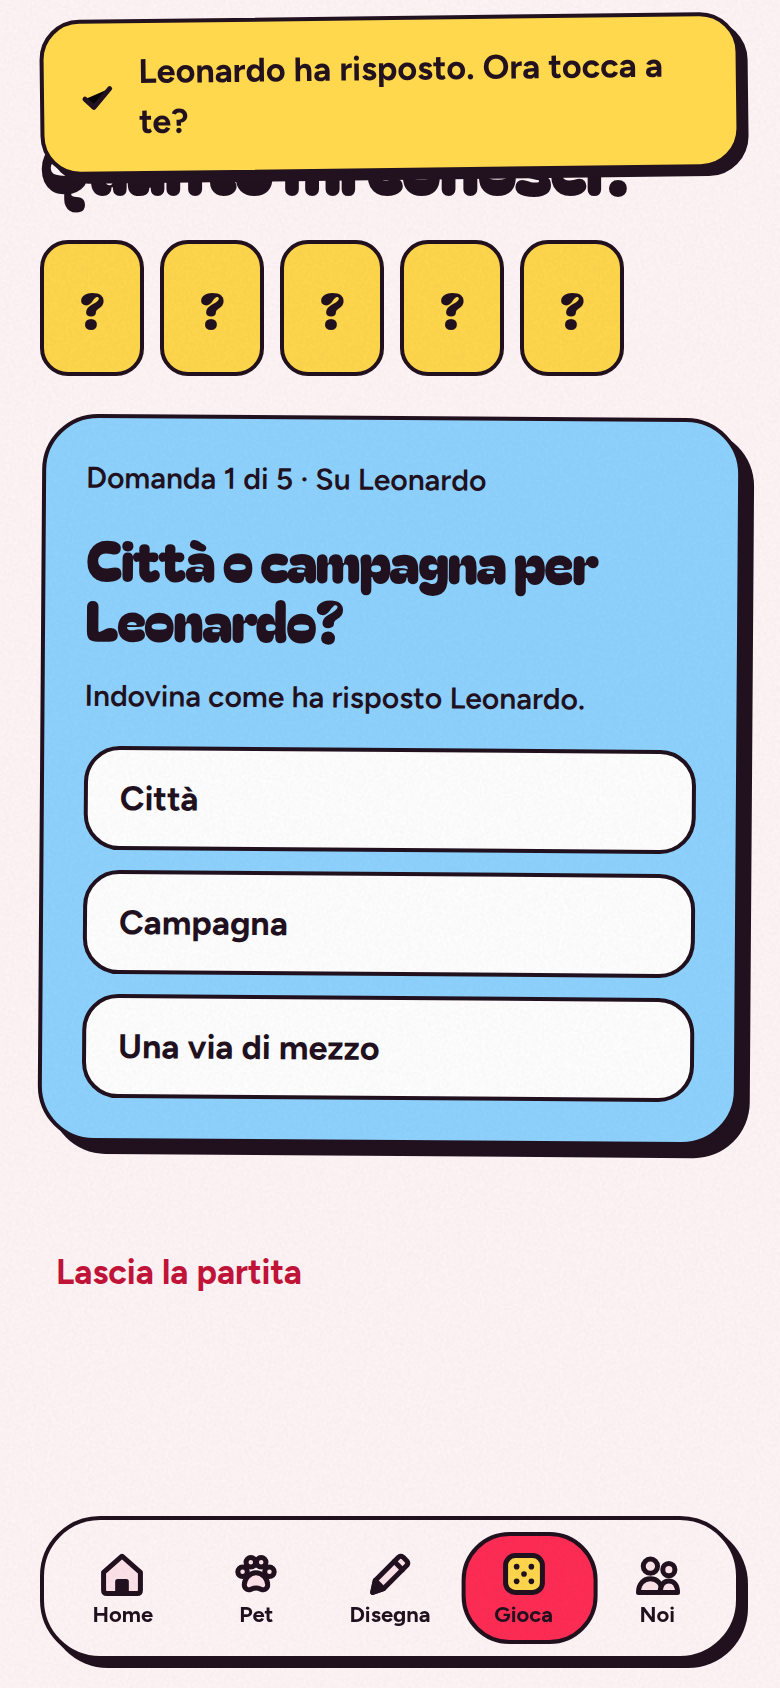 Leonardo ha risposto. Ora tocca a
te?
?
?
?
?
?
Domanda 1 di 5 · Su Leonardo
Città o campagna per
Leonardo?
Indovina come ha risposto Leonardo.
Città
Campagna
Una via di mezzo
Lascia la partita
Home
Pet
Disegna
Gioca
Noi